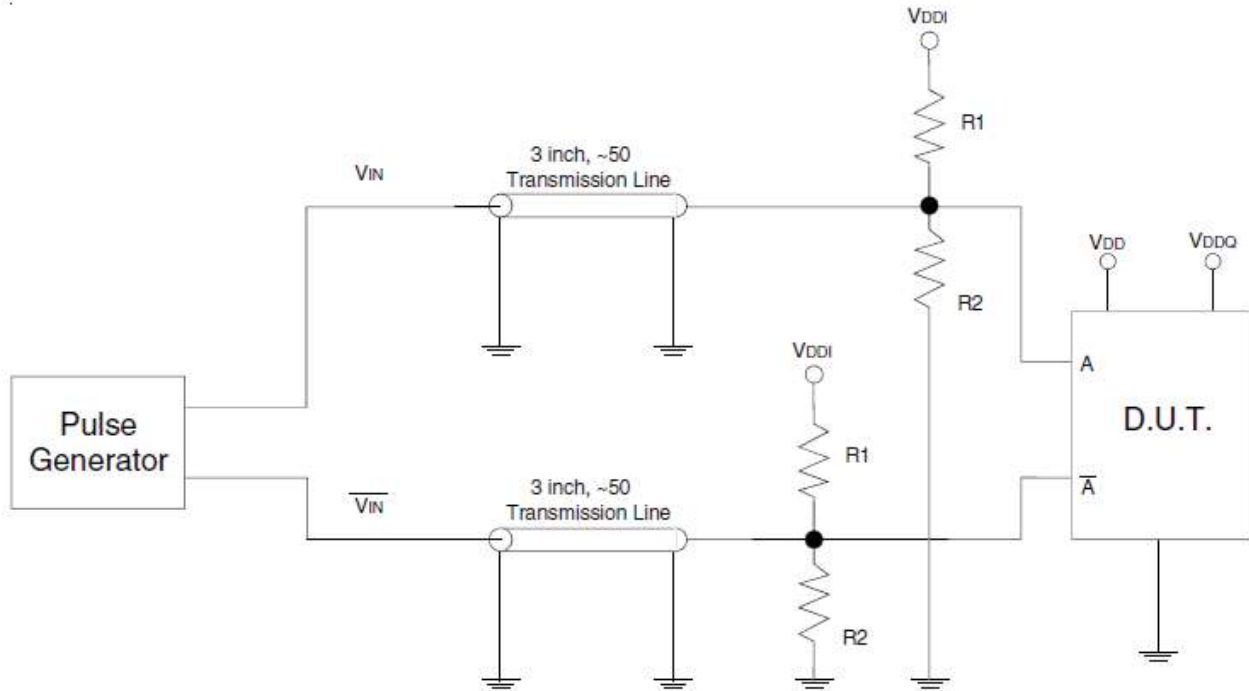 VDDI
R1
3 inch, ~50
Transmission Line
VIN
R2
VDD
VDDQ
VDDI
A
D.U.T.
Pulse
Generator
R1
3 inch, ~50
Transmission Line
V̅I̅N̅
A̅
R2